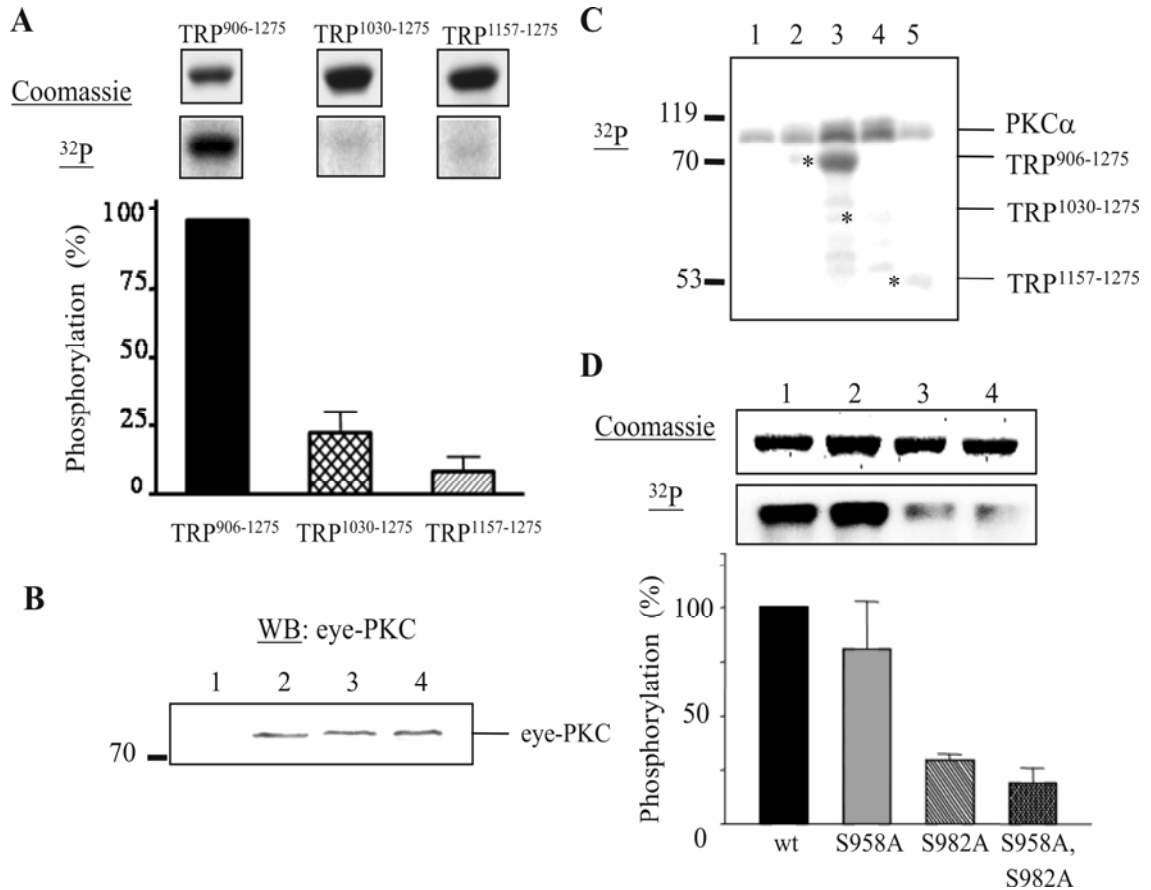 A
TRP906-1275 TRP1030-1275 TRP1157-1275
Coomassie
32P
100
75
50
25
0
Phosphorylation (%)
TRP906-1275 TRP1030-1275 TRP1157-1275
B
WB: eye-PKC
1 2 3 4
70
eye-PKC
C
1 2 3 4 5
32P
119
70
53
PKCα
TRP906-1275
TRP1030-1275
TRP1157-1275
*
*
*
D
1 2 3 4
Coomassie
32P
100
50
0
Phosphorylation (%)
wt S958A S982A S958A,
S982A